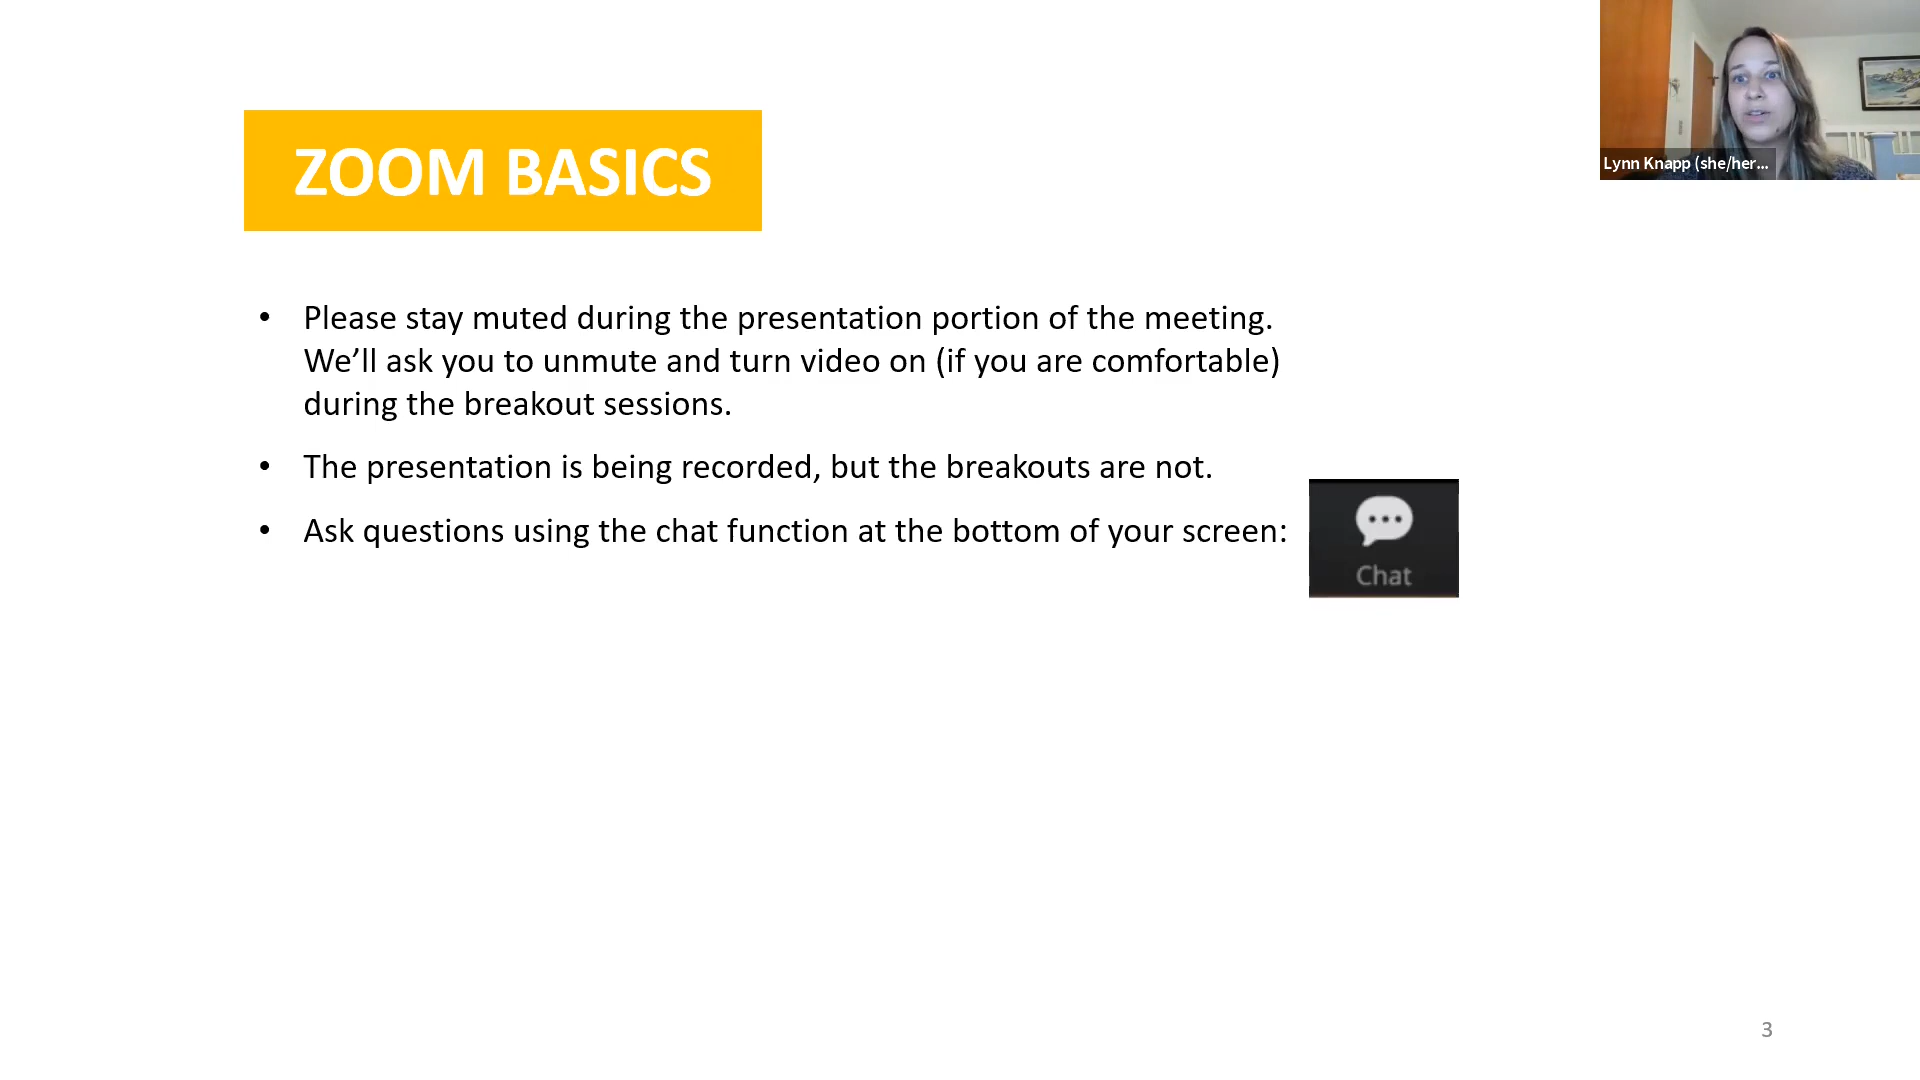 ZOOM BASICS
Lynn Knapp (she/her...
• Please stay muted during the presentation portion of the meeting.
We’ll ask you to unmute and turn video on (if you are comfortable)
during the breakout sessions.
• The presentation is being recorded, but the breakouts are not.
• Ask questions using the chat function at the bottom of your screen:
Chat
3